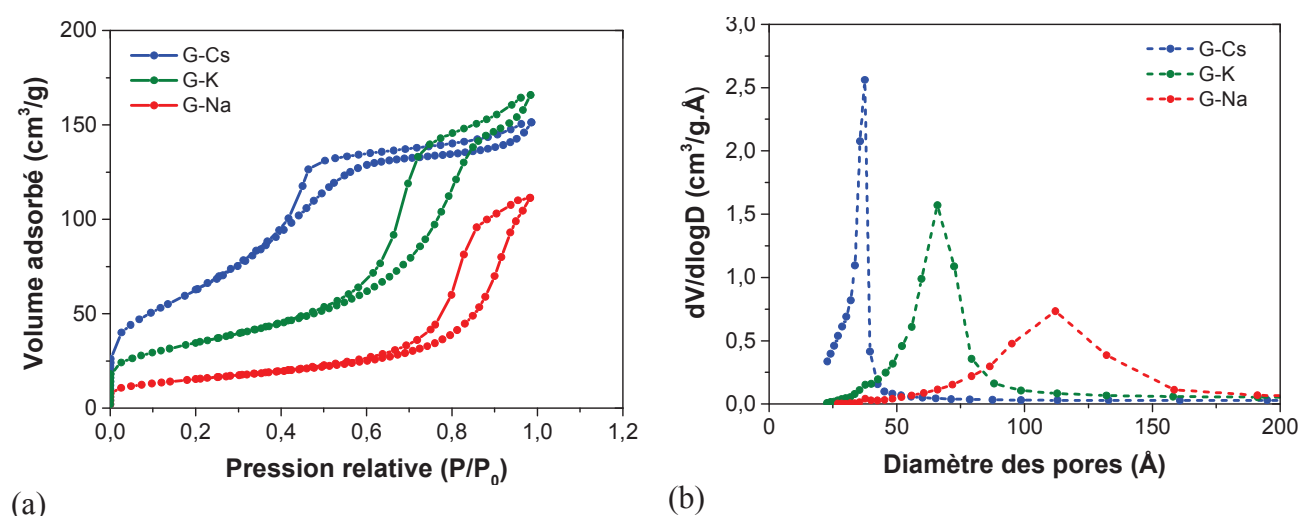 200
150
100
50
0
0,0 0,2 0,4 0,6 0,8 1,0 1,2
Volume adsorbé (cm³/g)
Pression relative (P/P₀)
G-Cs
G-K
G-Na
(a)
3,0
2,5
2,0
1,5
1,0
0,5
0,0
0 50 100 150 200
dV/dlogD (cm³/g.Å)
Diamètre des pores (Å)
G-Cs
G-K
G-Na
(b)